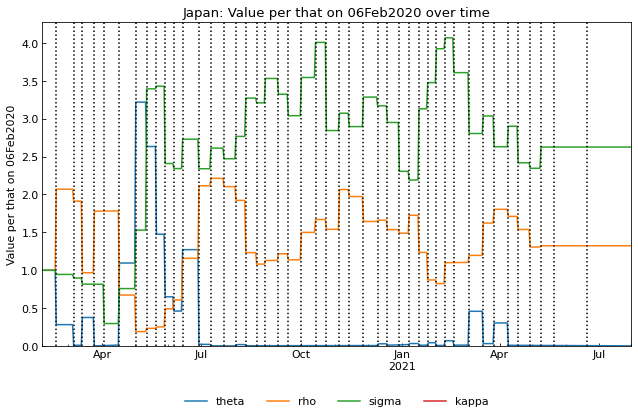 Japan: Value per that on 06Feb2020 over time
Value per that on 06Feb2020
4.0
3.5
3.0
2.5
2.0
1.5
1.0
0.5
0.0
Apr Jul Oct Jan Apr Jul
2021
theta rho sigma kappa